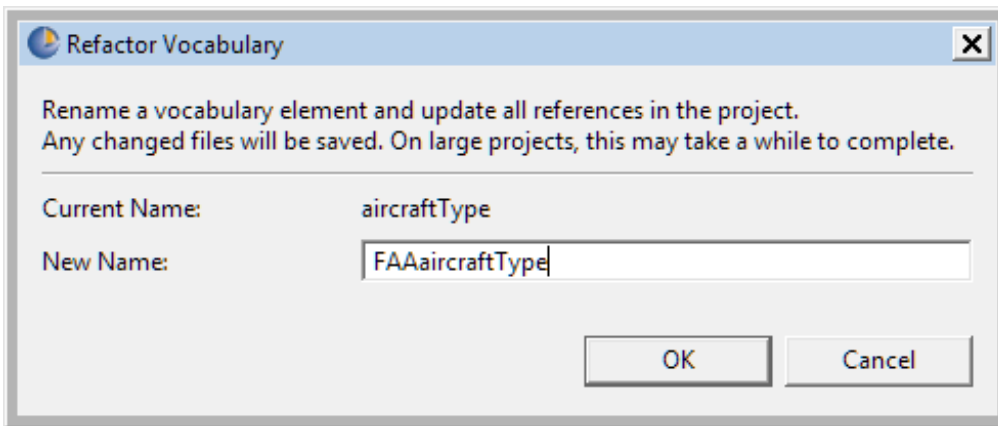 Refactor Vocabulary
Rename a vocabulary element and update all references in the project.
Any changed files will be saved. On large projects, this may take a while to complete.
Current Name: aircraftType
New Name: FAAaircraftType
OK Cancel